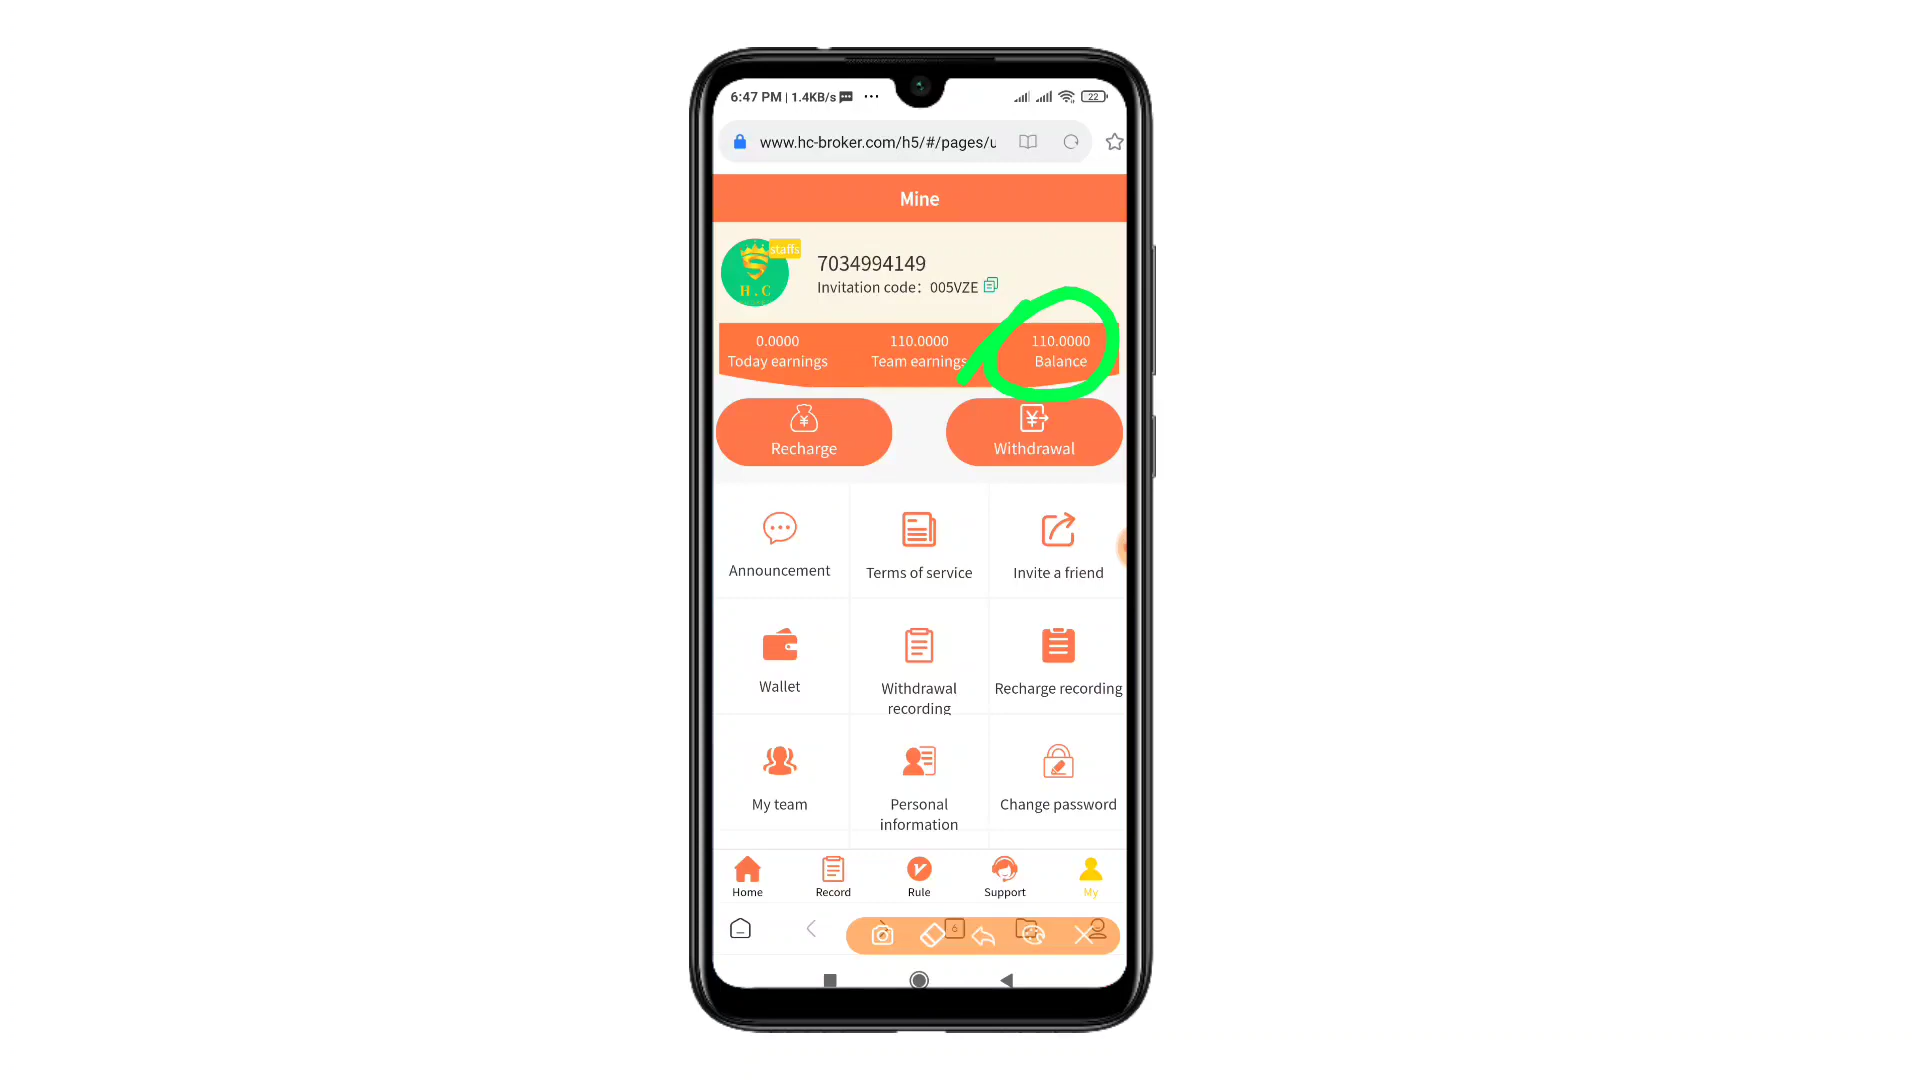 6:47 PM | 1.4KB/s
22
www.hc-broker.com/h5/#/pages/u
Mine
staffs
H.C
7034994149
Invitation code: 005VZE
0.0000
Today earnings
110.0000
Team earnings
110.0000
Balance
Recharge
Withdrawal
Announcement
Terms of service
Invite a friend
Wallet
Withdrawal
recording
Recharge recording
My team
Personal
information
Change password
Home
Record
Rule
Support
My
6